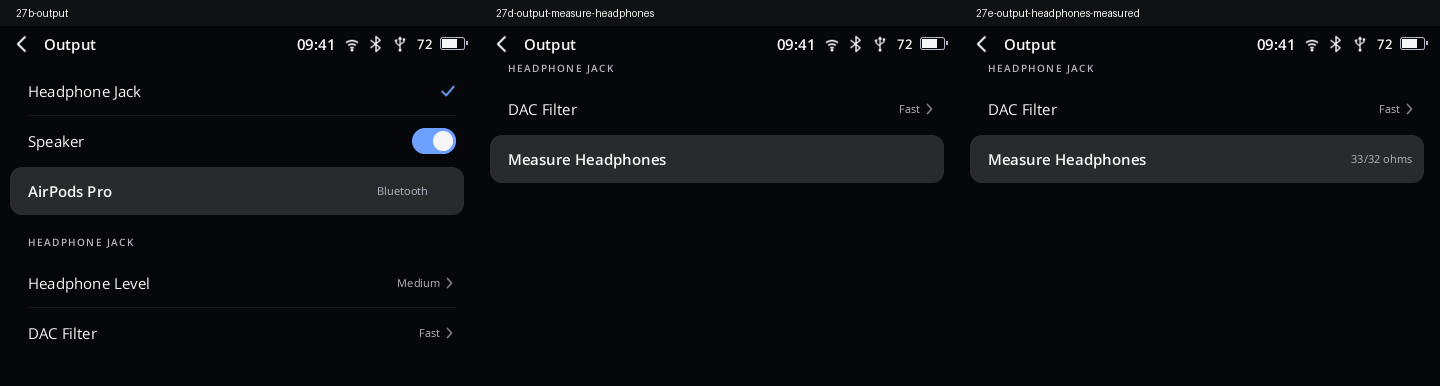 27b-output
Output
09:41
72
Headphone Jack
Speaker
AirPods Pro
Bluetooth
HEADPHONE JACK
Headphone Level
Medium
DAC Filter
Fast
27d-output-measure-headphones
Output
09:41
72
HEADPHONE JACK
DAC Filter
Fast
Measure Headphones
27e-output-headphones-measured
Output
09:41
72
HEADPHONE JACK
DAC Filter
Fast
Measure Headphones
33/32 ohms